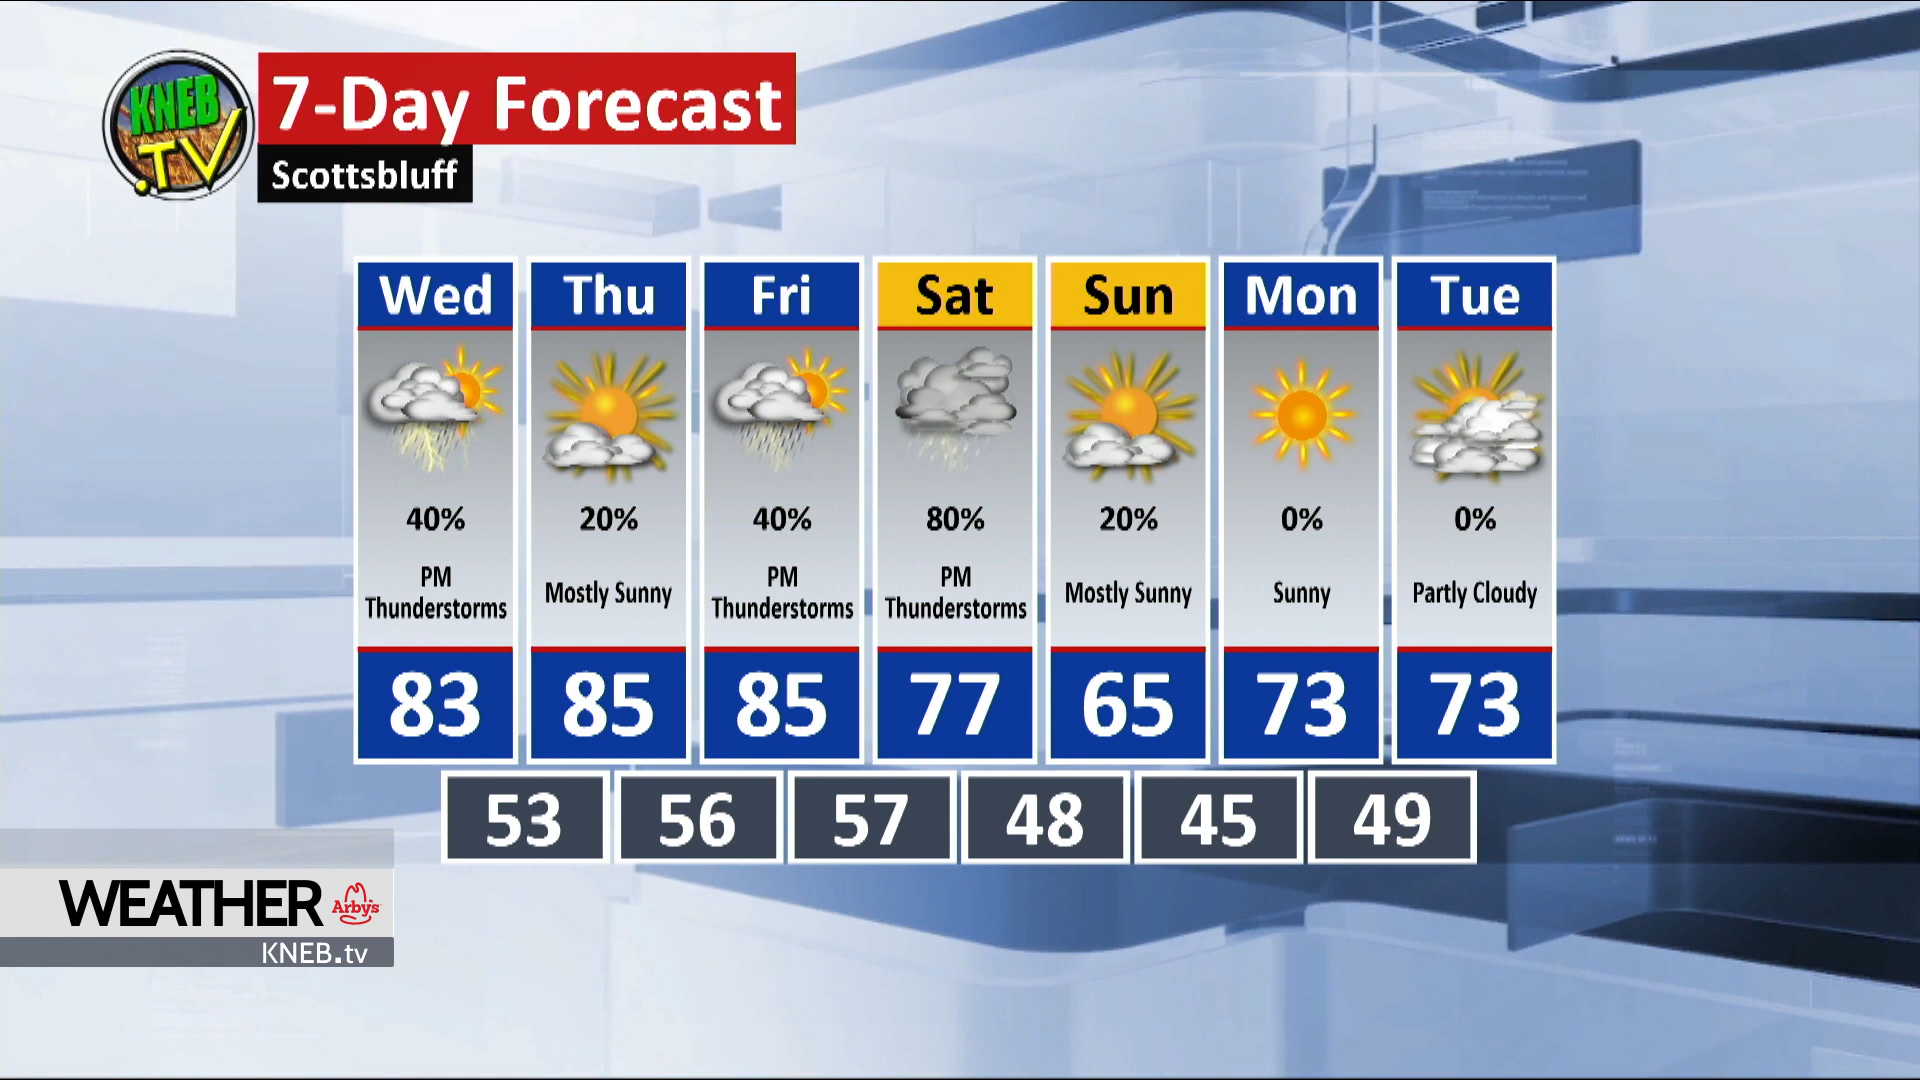 KNEB
.TV
7-Day Forecast
Scottsbluff
Wed Thu Fri Sat Sun Mon Tue
40% 20% 40% 80% 20% 0% 0%
PM
Thunderstorms
Mostly Sunny
PM
Thunderstorms
PM
Thunderstorms
Mostly Sunny
Sunny
Partly Cloudy
83 85 85 77 65 73 73
53 56 57 48 45 49
WEATHER Arby's
KNEB.tv